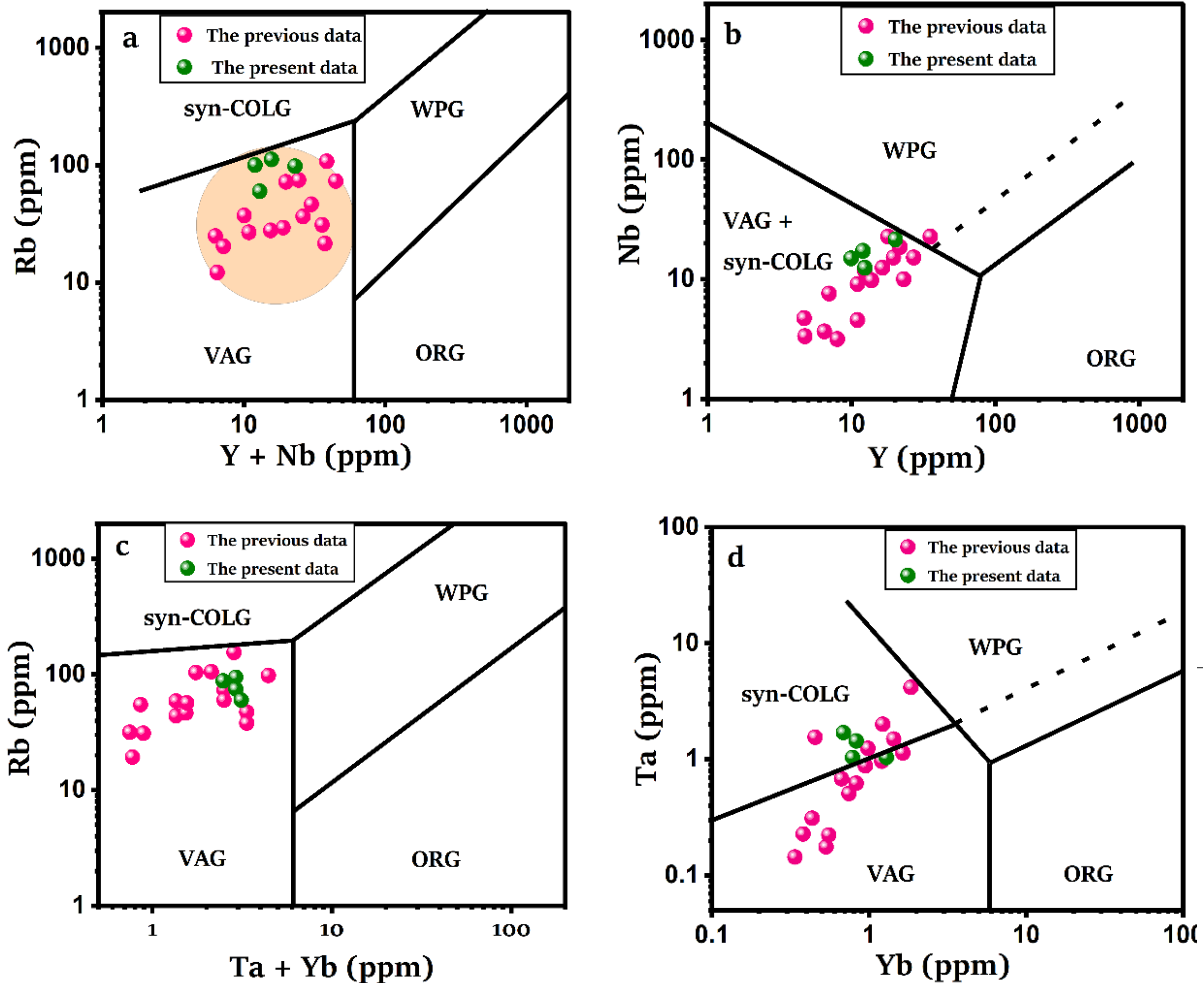 a
The previous data
The present data
syn-COLG
WPG
VAG
ORG
Rb (ppm)
1000
100
10
1
1
10
100
1000
Y + Nb (ppm)
b
The previous data
The present data
WPG
VAG +
syn-COLG
ORG
Nb (ppm)
1000
100
10
1
1
10
100
1000
Y (ppm)
c
The previous data
The present data
syn-COLG
WPG
VAG
ORG
Rb (ppm)
1000
100
10
1
1
10
100
Ta + Yb (ppm)
d
The previous data
The present data
WPG
syn-COLG
VAG
ORG
Ta (ppm)
100
10
1
0.1
0.1
1
10
100
Yb (ppm)